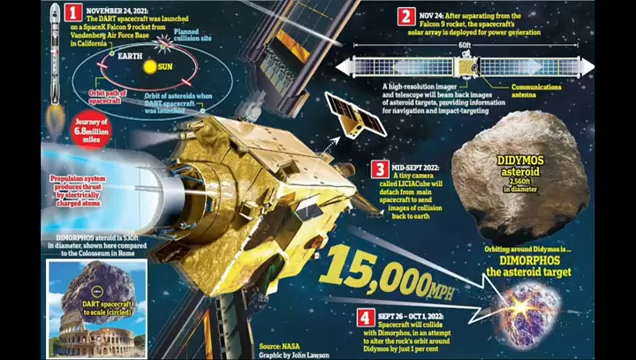 1 NOVEMBER 24, 2021:
The DART spacecraft was launched
on a SpaceX Falcon 9 rocket from
Vandenberg Air Force Base
in California
Planned
collision site
EARTH
SUN
Orbit path of
spacecraft
Orbit of asteroids when
DART spacecraft
was launched
Journey of
6.8million
miles
2 NOV 24: After separating from the
Falcon 9 rocket, the spacecraft's
solar array is deployed for power generation
60ft
A high-resolution imager
and telescope will beam back images
of asteroid targets, providing information
for navigation and impact-targeting
Communications
antenna
Propulsion system
produces thrust by
electrically
charged atoms
3 MID-SEPT 2022:
A tiny camera
called LICIACube will
detach from main
spacecraft to send
images of collision
back to earth
DIDYMOS
asteroid
2,560ft
in diameter
Orbiting around Didymos is...
DIMORPHOS
the asteroid target
DIMORPHOS ateroid is 530ft
in diameter, shown here compared
to the Colosseum in Rome
DART spacecraft
to scale (circled)
15,000MPH
4 SEPT 26 - OCT 1, 2022:
Spacecraft will collide
with Dimorphos, in an attempt
to alter the rock's orbit around
Didymos by just 1 per cent
Source: NASA
Graphic by John Lawson